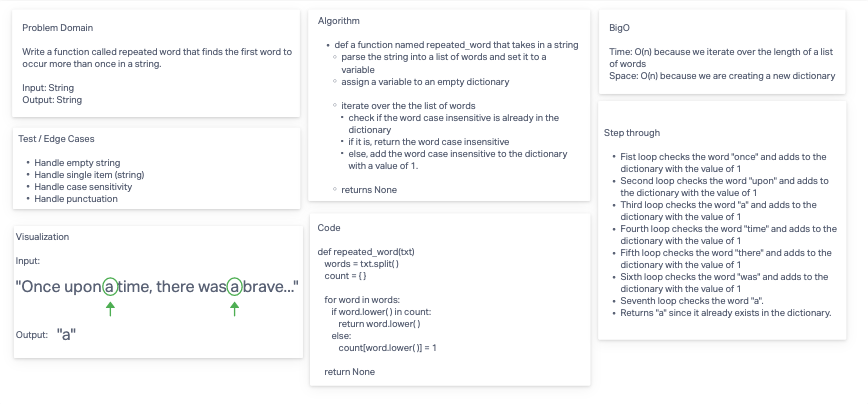 Problem Domain
Write a function called repeated word that finds the first word to
occur more than once in a string.
Input: String
Output: String
Test / Edge Cases
• Handle empty string
• Handle single item (string)
• Handle case sensitivity
• Handle punctuation
Visualization
Input:
"Once upon a time, there was a brave..."
Output: "a"
Algorithm
• def a function named repeated_word that takes in a string
◦ parse the string into a list of words and set it to a
variable
◦ assign a variable to an empty dictionary
◦ iterate over the the list of words
• check if the word case insensitive is already in the
dictionary
• if it is, return the word case insensitive
• else, add the word case insensitive to the dictionary
with a value of 1.
◦ returns None
Code
def repeated_word(txt)
words = txt.split( )
count = { }
for word in words:
if word.lower( ) in count:
return word.lower( )
else:
count[word.lower( )] = 1
return None
BigO
Time: O(n) because we iterate over the length of a list
of words
Space: O(n) because we are creating a new dictionary
Step through
• Fist loop checks the word "once" and adds to the
dictionary with the value of 1
• Second loop checks the word "upon" and adds to
the dictionary with the value of 1
• Third loop checks the word "a" and adds to the
dictionary with the value of 1
• Fourth loop checks the word "time" and adds to the
dictionary with the value of 1
• Fifth loop checks the word "there" and adds to the
dictionary with the value of 1
• Sixth loop checks the word "was" and adds to the
dictionary with the value of 1
• Seventh loop checks the word "a".
• Returns "a" since it already exists in the dictionary.